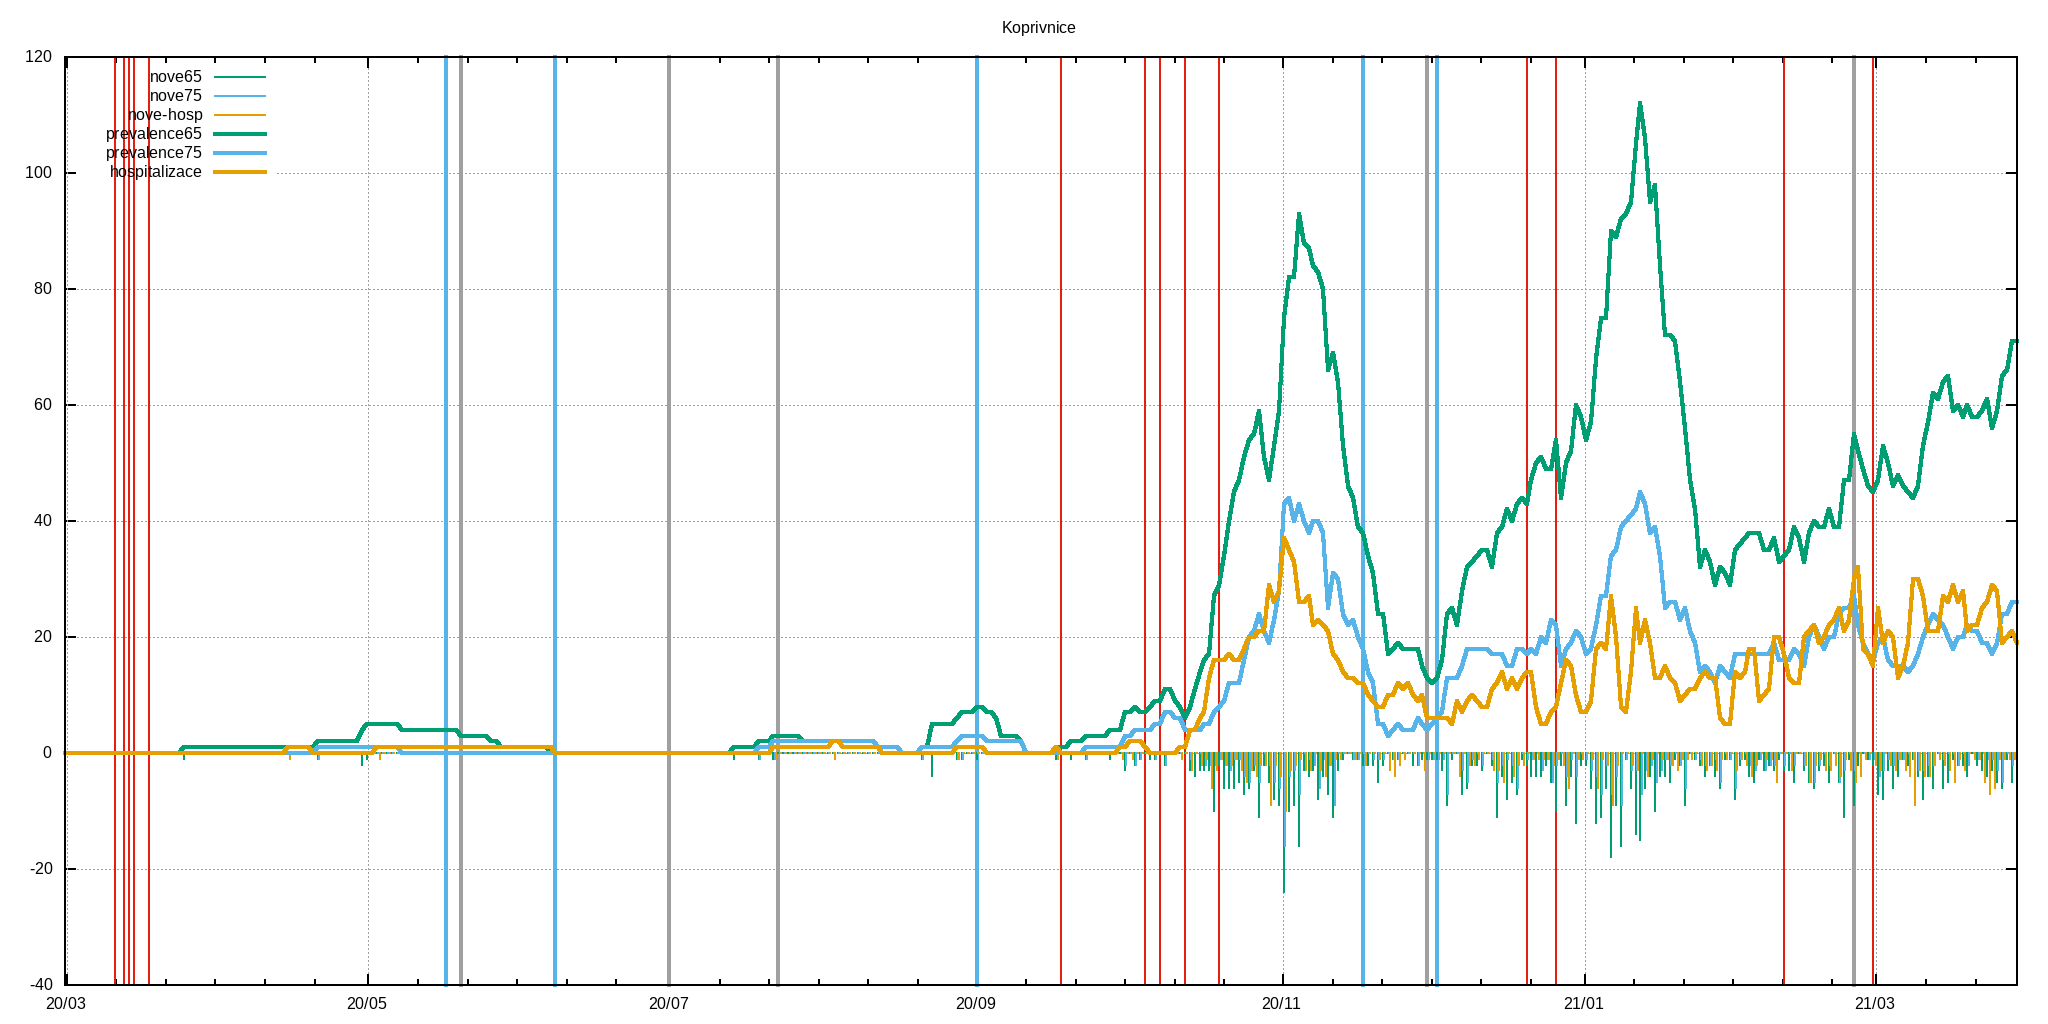 Koprivnice
120
100
80
60
40
20
0
-20
-40
nove65
nove75
nove-hosp
prevalence65
prevalence75
hospitalizace
20/03 20/05 20/07 20/09 20/11 21/01 21/03